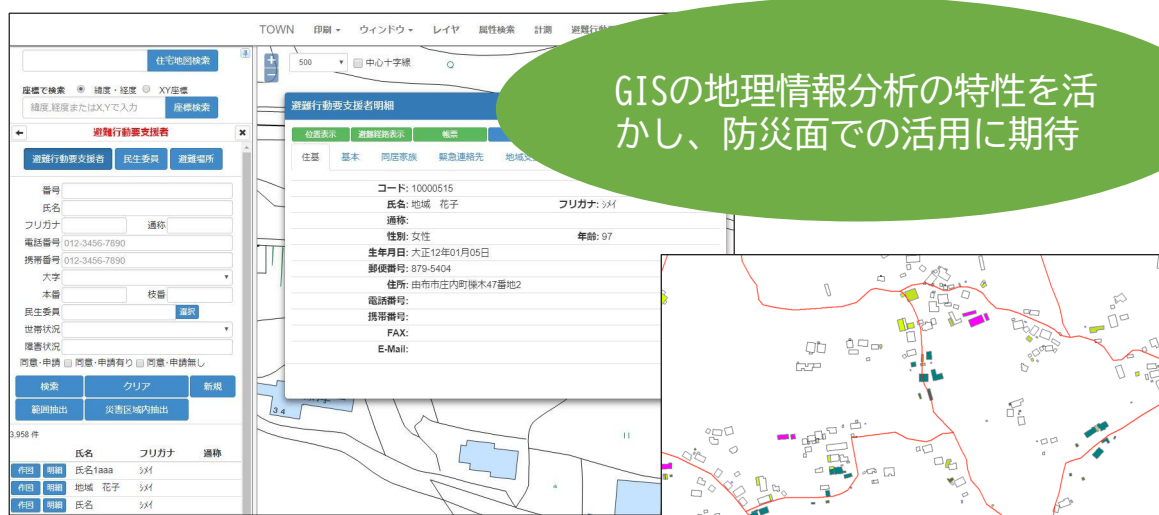 TOWN 印刷 ウィンドウ レイヤ 属性検索 計測
住宅地図検索
500 中心十字線
座標で検索 緯度・経度 XY座標
緯度,経度またはX,Yで入力 座標検索
避難行動要支援者
避難行動要支援者 民生委員 避難場所
番号
氏名
フリガナ 通称
電話番号 012-3456-7890
携帯番号 012-3456-7890
大字
本番 枝番
民生委員 選択
世帯状況
障害状況
同意・申請 同意・申請有り 同意・申請無し
検索 クリア 新規
範囲抽出 災害区域内抽出
3,958 件
氏名 フリガナ 通称
作図 明細 氏名1aaa ｼﾒｲ
作図 明細 地域 花子 ｼﾒｲ
作図 明細 氏名 ｼﾒｲ
避難行動要支援者明細
位置表示 避難経路表示 帳票
住基 基本 同居家族 緊急連絡先
コード: 10000515
氏名: 地域 花子 フリガナ: ｼﾒｲ
通称:
性別: 女性 年齢: 97
生年月日: 大正12年01月05日
郵便番号: 879-5404
住所: 由布市庄内町櫟木47番地2
電話番号:
携帯番号:
FAX:
E-Mail:
3 4
11
GISの地理情報分析の特性を活
かし、防災面での活用に期待